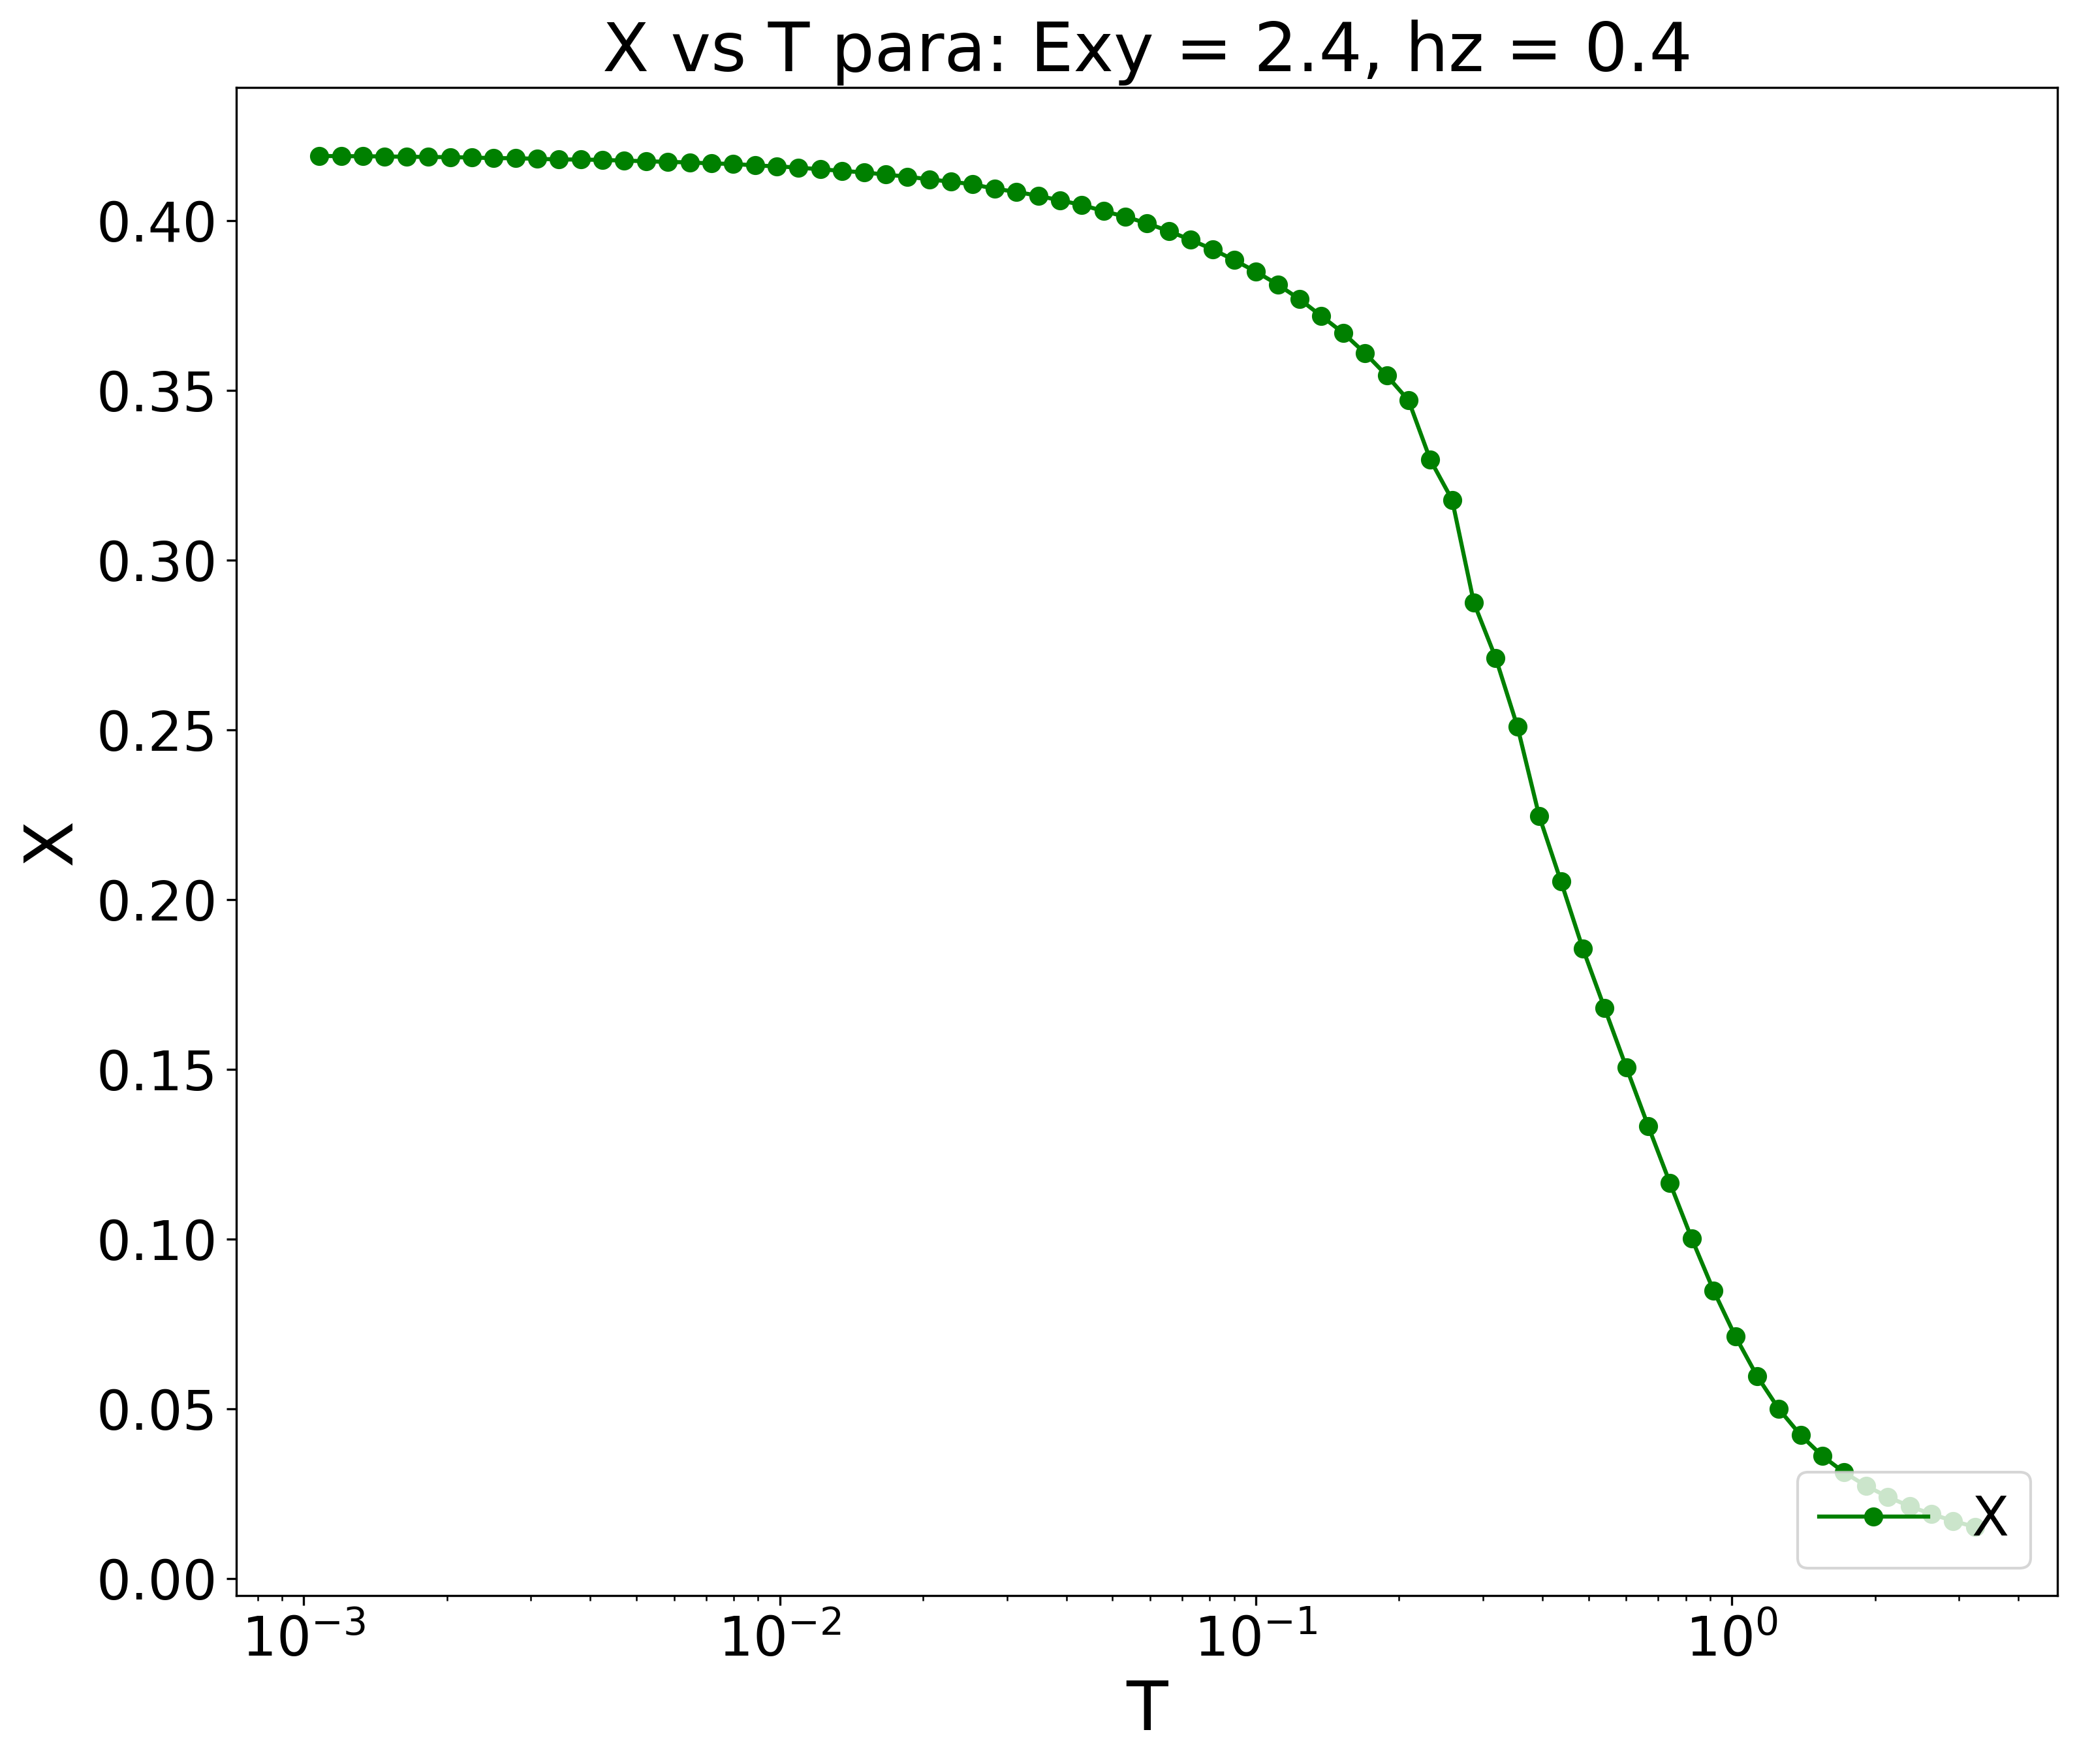 X vs T para: Exy = 2.4, hz = 0.4
X
0.40
0.35
0.30
0.25
0.20
0.15
0.10
0.05
0.00
10⁻³ 10⁻² 10⁻¹ 10⁰
T
X